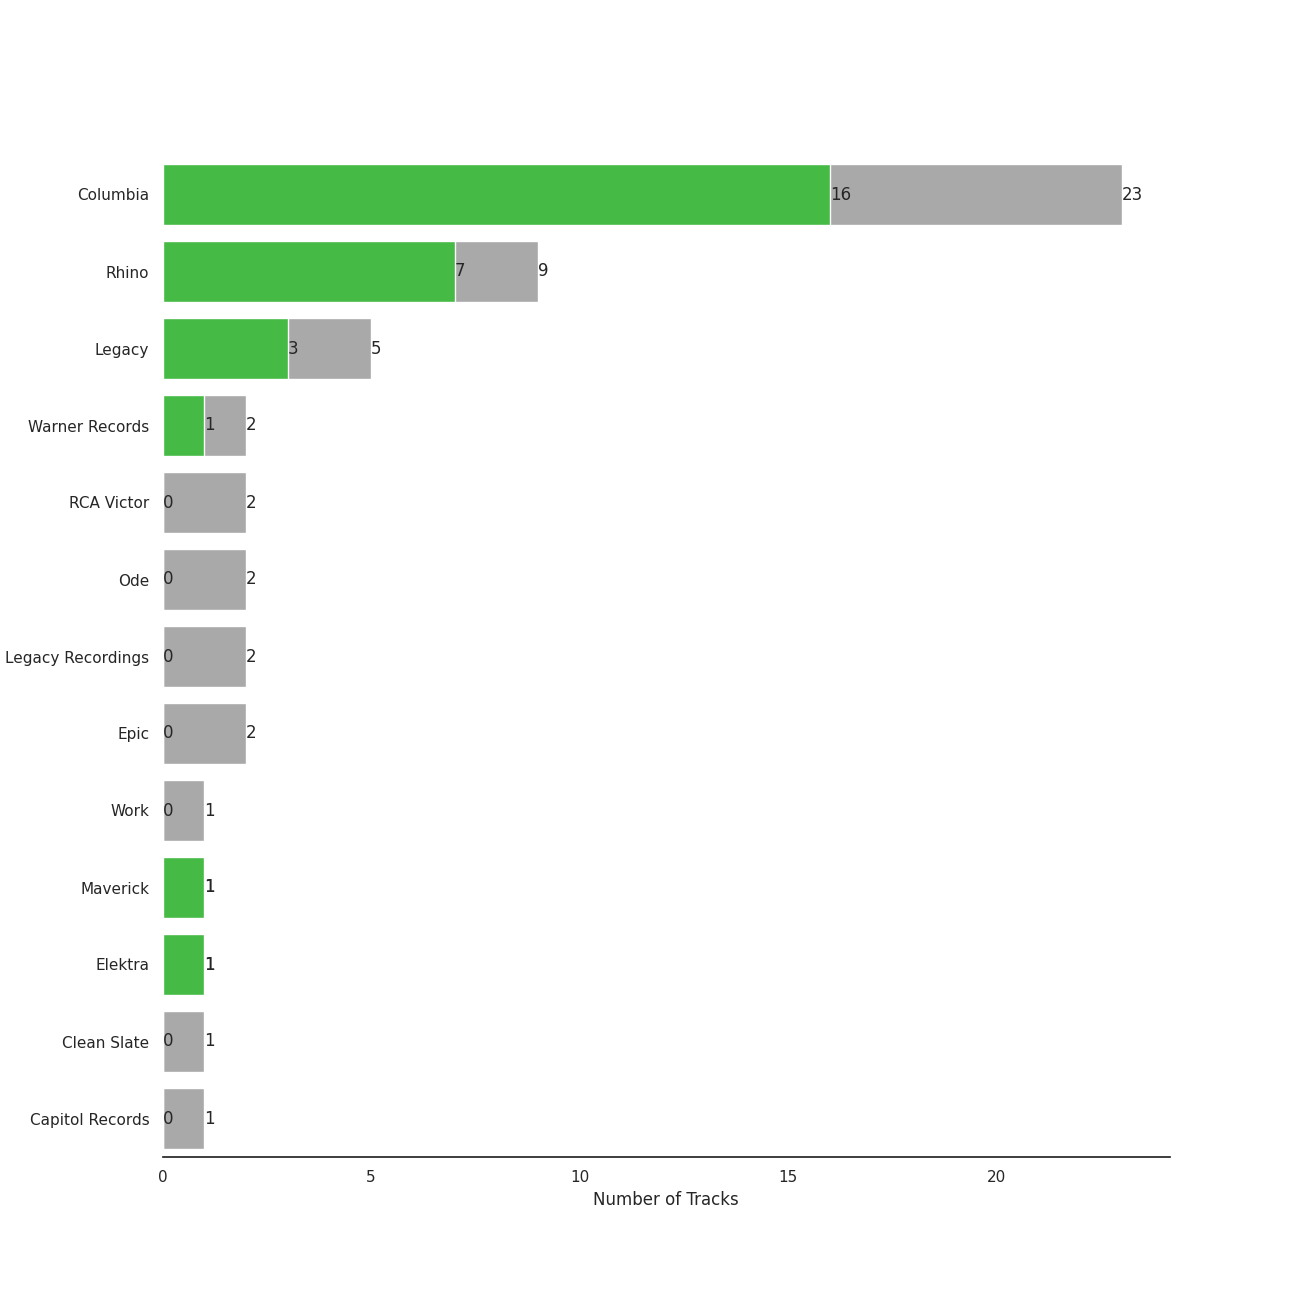 Columbia 16 23
Rhino 7 9
Legacy 3 5
Warner Records 1 2
RCA Victor 0 2
Ode 0 2
Legacy Recordings 0 2
Epic 0 2
Work 0 1
Maverick 1
Elektra 1
Clean Slate 0 1
Capitol Records 0 1
0 5 10 15 20
Number of Tracks